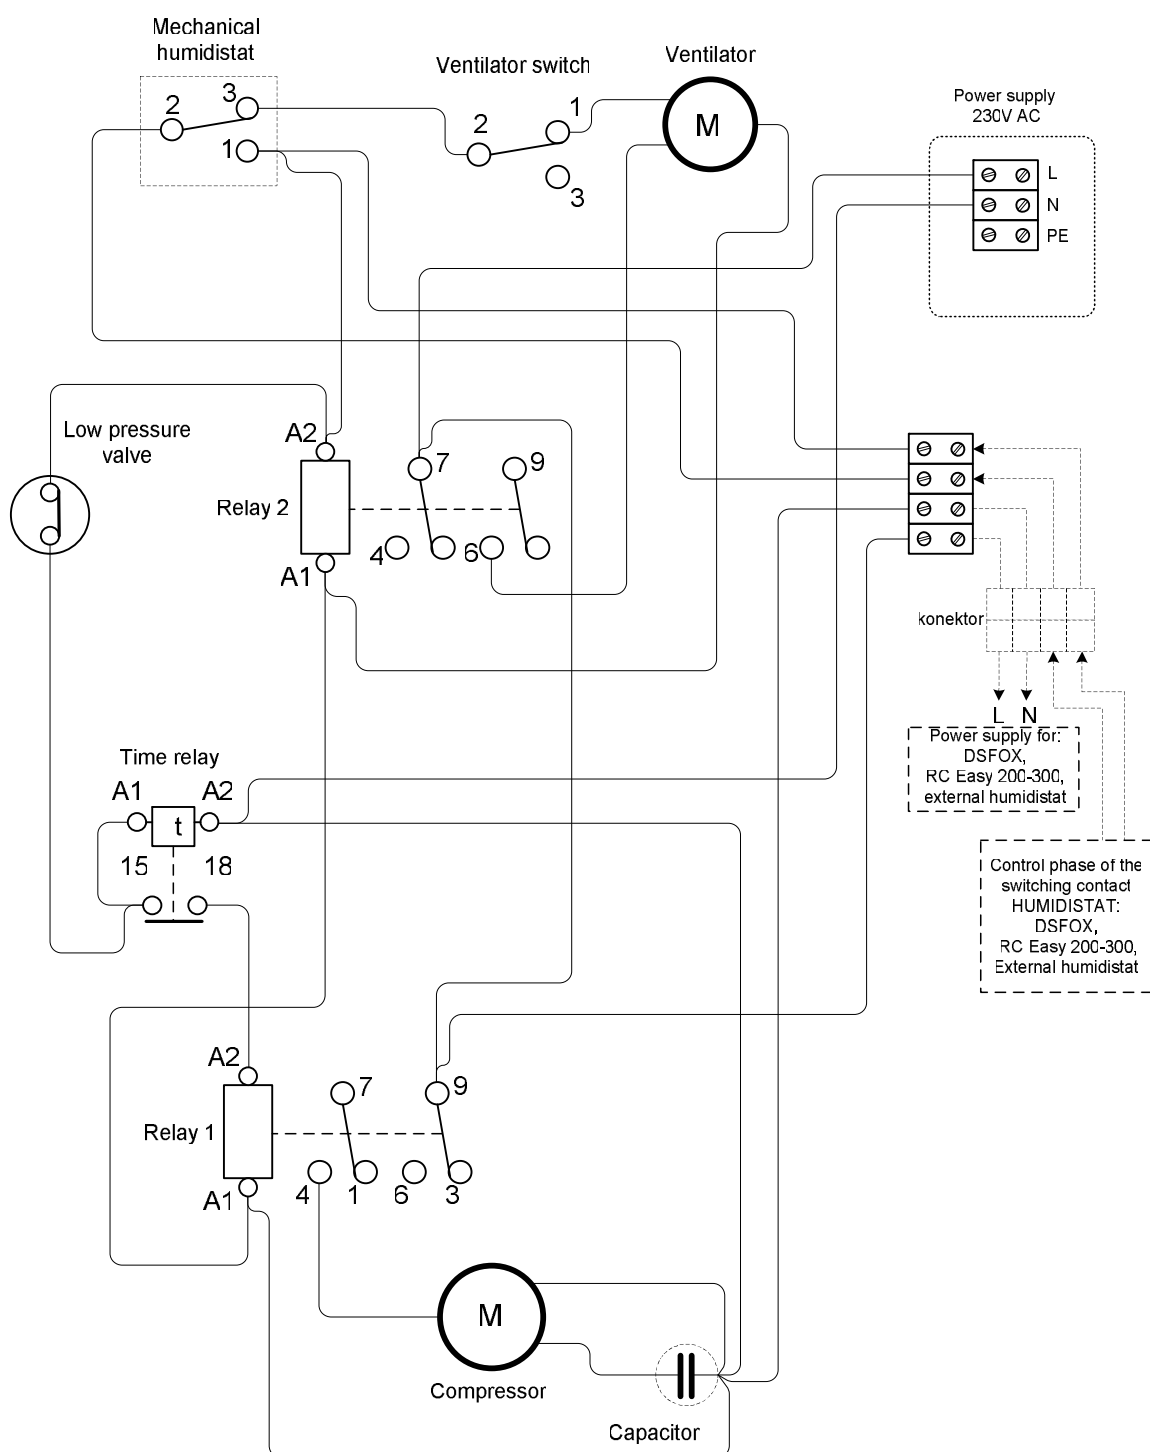 Mechanical
humidistat
Ventilator switch
Ventilator
Power supply
230V AC
2
3
1
2
1
3
M
L
N
PE
Low pressure
valve
A2
Relay 2
A1
7
9
4
6
konektor
L N
Power supply for:
DSFOX,
RC Easy 200-300,
external humidistat
Time relay
A1
A2
t
15
18
Control phase of the
switching contact
HUMIDISTAT:
DSFOX,
RC Easy 200-300,
External humidistat
A2
Relay 1
A1
7
9
4
1
6
3
M
Compressor
Capacitor